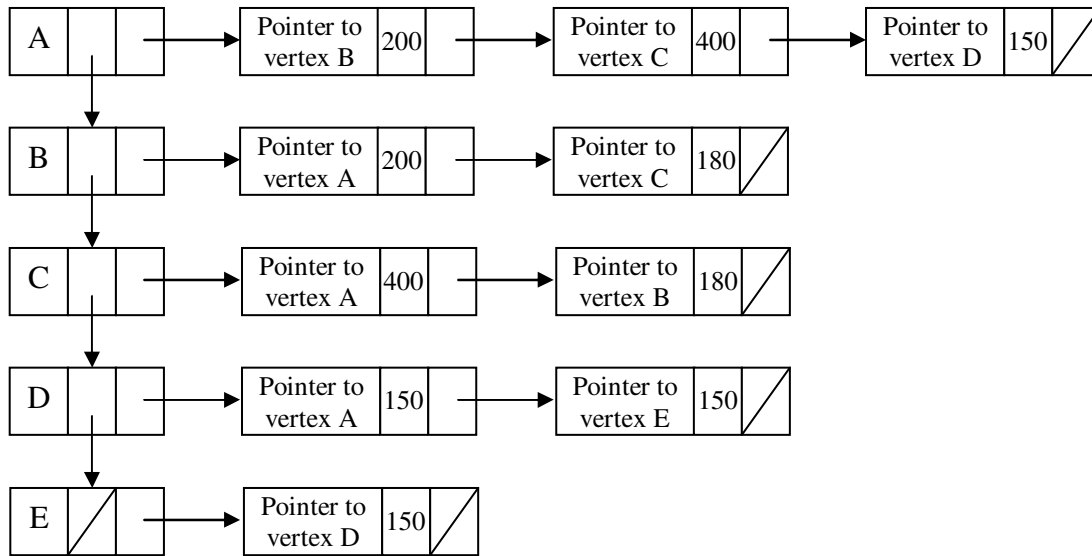 A
Pointer to
vertex B
200
Pointer to
vertex C
400
Pointer to
vertex D
150
B
Pointer to
vertex A
200
Pointer to
vertex C
180
C
Pointer to
vertex A
400
Pointer to
vertex B
180
D
Pointer to
vertex A
150
Pointer to
vertex E
150
E
Pointer to
vertex D
150